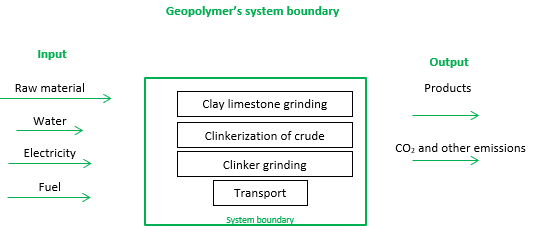 Geopolymer's system boundary
Input
Output
Raw material
Water
Electricity
Fuel
Clay limestone grinding
Clinkerization of crude
Clinker grinding
Transport
System boundary
Products
CO₂ and other emissions